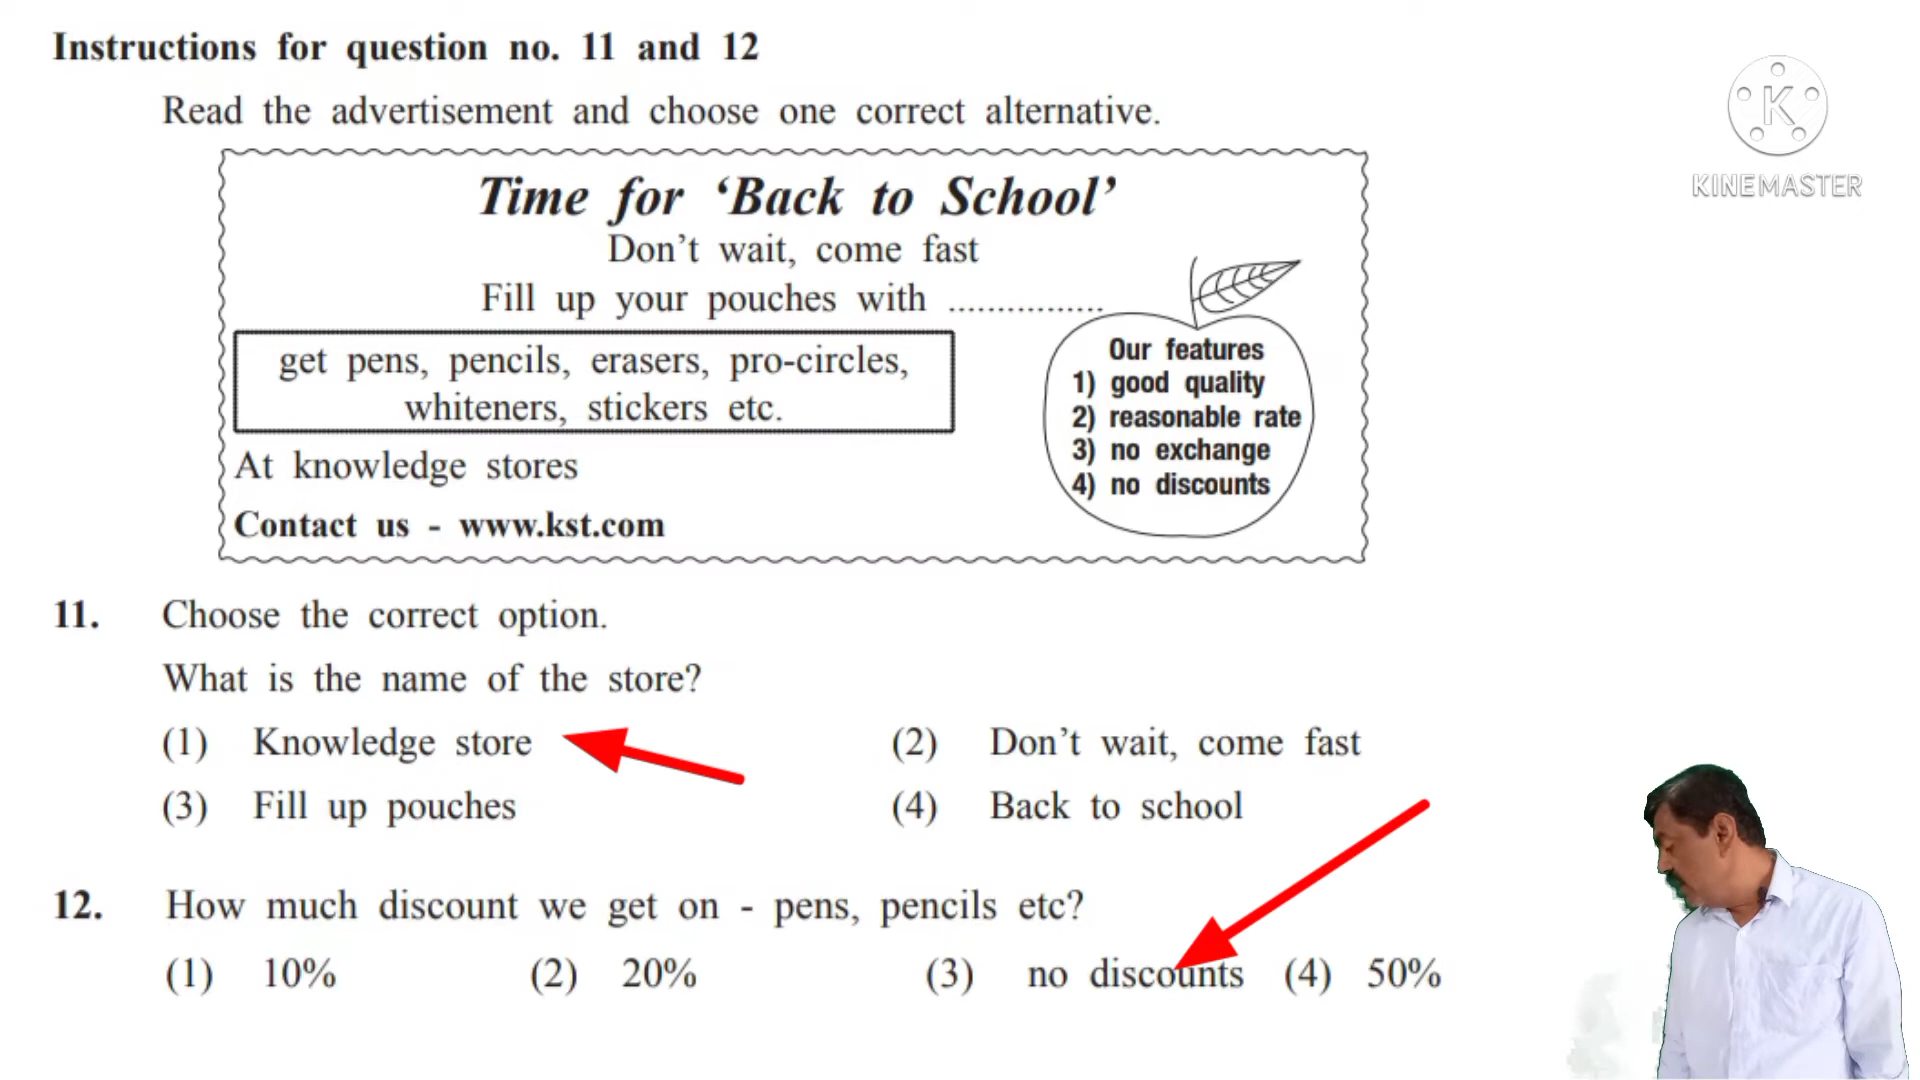 Instructions for question no. 11 and 12
Read the advertisement and choose one correct alternative.
Time for ‘Back to School’
Don’t wait, come fast
Fill up your pouches with ................
get pens, pencils, erasers, pro-circles,
whiteners, stickers etc.
At knowledge stores
Contact us - www.kst.com
Our features
1) good quality
2) reasonable rate
3) no exchange
4) no discounts
11. Choose the correct option.
What is the name of the store?
(1) Knowledge store (2) Don’t wait, come fast
(3) Fill up pouches (4) Back to school
12. How much discount we get on - pens, pencils etc?
(1) 10% (2) 20% (3) no discounts (4) 50%
K
KINEMASTER